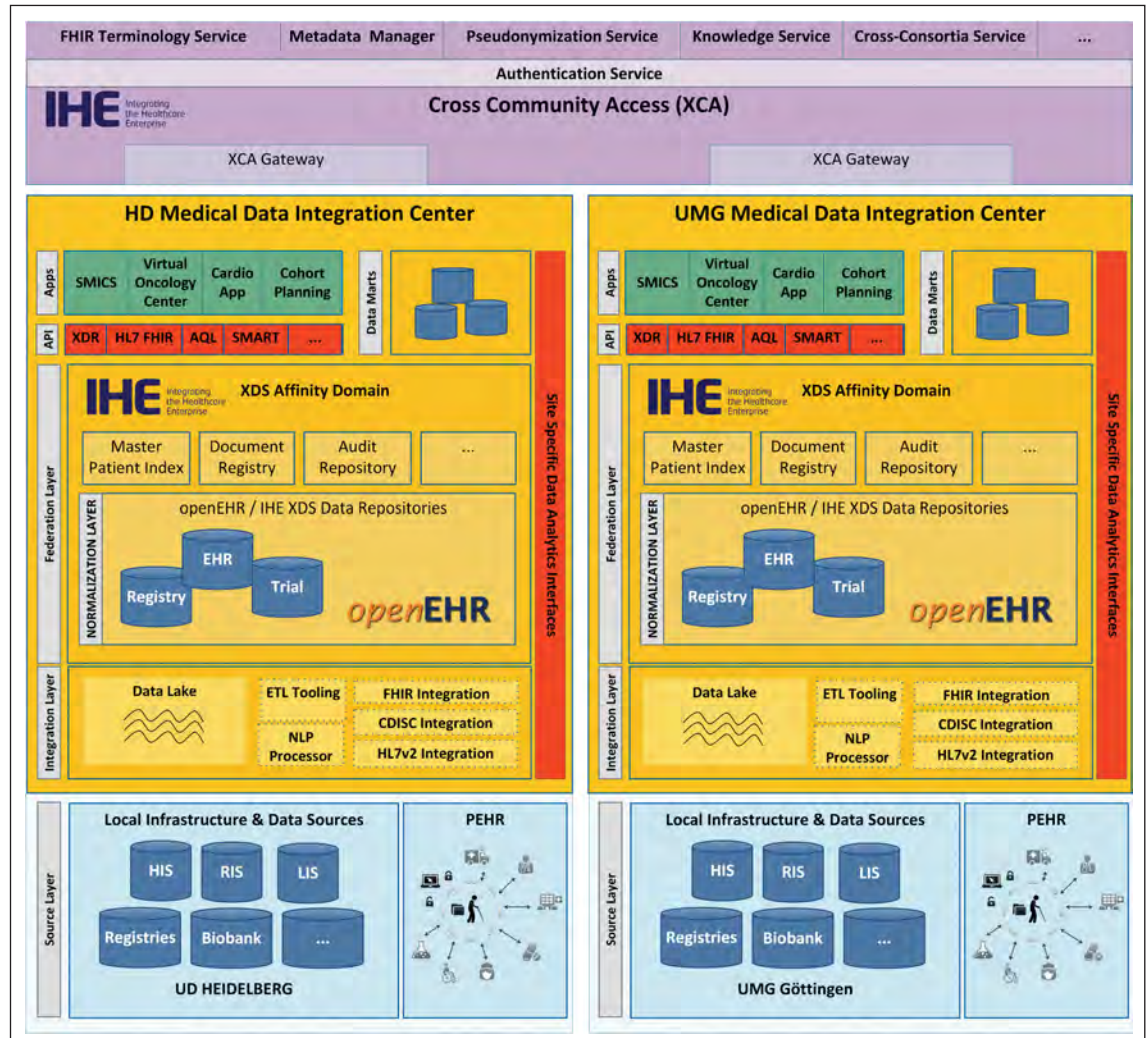 FHIR Terminology Service
Metadata Manager
Pseudonymization Service
Knowledge Service
Cross-Consortia Service
...
Authentication Service
IHE
Integrating
the Healthcare
Enterprise
Cross Community Access (XCA)
XCA Gateway
XCA Gateway
HD Medical Data Integration Center
Apps
SMICS
Virtual
Oncology
Center
Cardio
App
Cohort
Planning
Data Marts
API
XDR
HL7 FHIR
AQL
SMART
...
Federation Layer
IHE
Integrating
the Healthcare
Enterprise
XDS Affinity Domain
Master
Patient Index
Document
Registry
Audit
Repository
...
NORMALIZATION LAYER
openEHR / IHE XDS Data Repositories
EHR
Registry
Trial
openEHR
Site Specific Data Analytics Interfaces
Integration Layer
Data Lake
ETL Tooling
NLP
Processor
FHIR Integration
CDISC Integration
HL7v2 Integration
Source Layer
Local Infrastructure & Data Sources
HIS
RIS
LIS
Registries
Biobank
...
UD HEIDELBERG
PEHR
UMG Medical Data Integration Center
Apps
SMICS
Virtual
Oncology
Center
Cardio
App
Cohort
Planning
Data Marts
API
XDR
HL7 FHIR
AQL
SMART
...
Federation Layer
IHE
Integrating
the Healthcare
Enterprise
XDS Affinity Domain
Master
Patient Index
Document
Registry
Audit
Repository
...
NORMALIZATION LAYER
openEHR / IHE XDS Data Repositories
EHR
Registry
Trial
openEHR
Site Specific Data Analytics Interfaces
Integration Layer
Data Lake
ETL Tooling
NLP
Processor
FHIR Integration
CDISC Integration
HL7v2 Integration
Source Layer
Local Infrastructure & Data Sources
HIS
RIS
LIS
Registries
Biobank
...
UMG Göttingen
PEHR